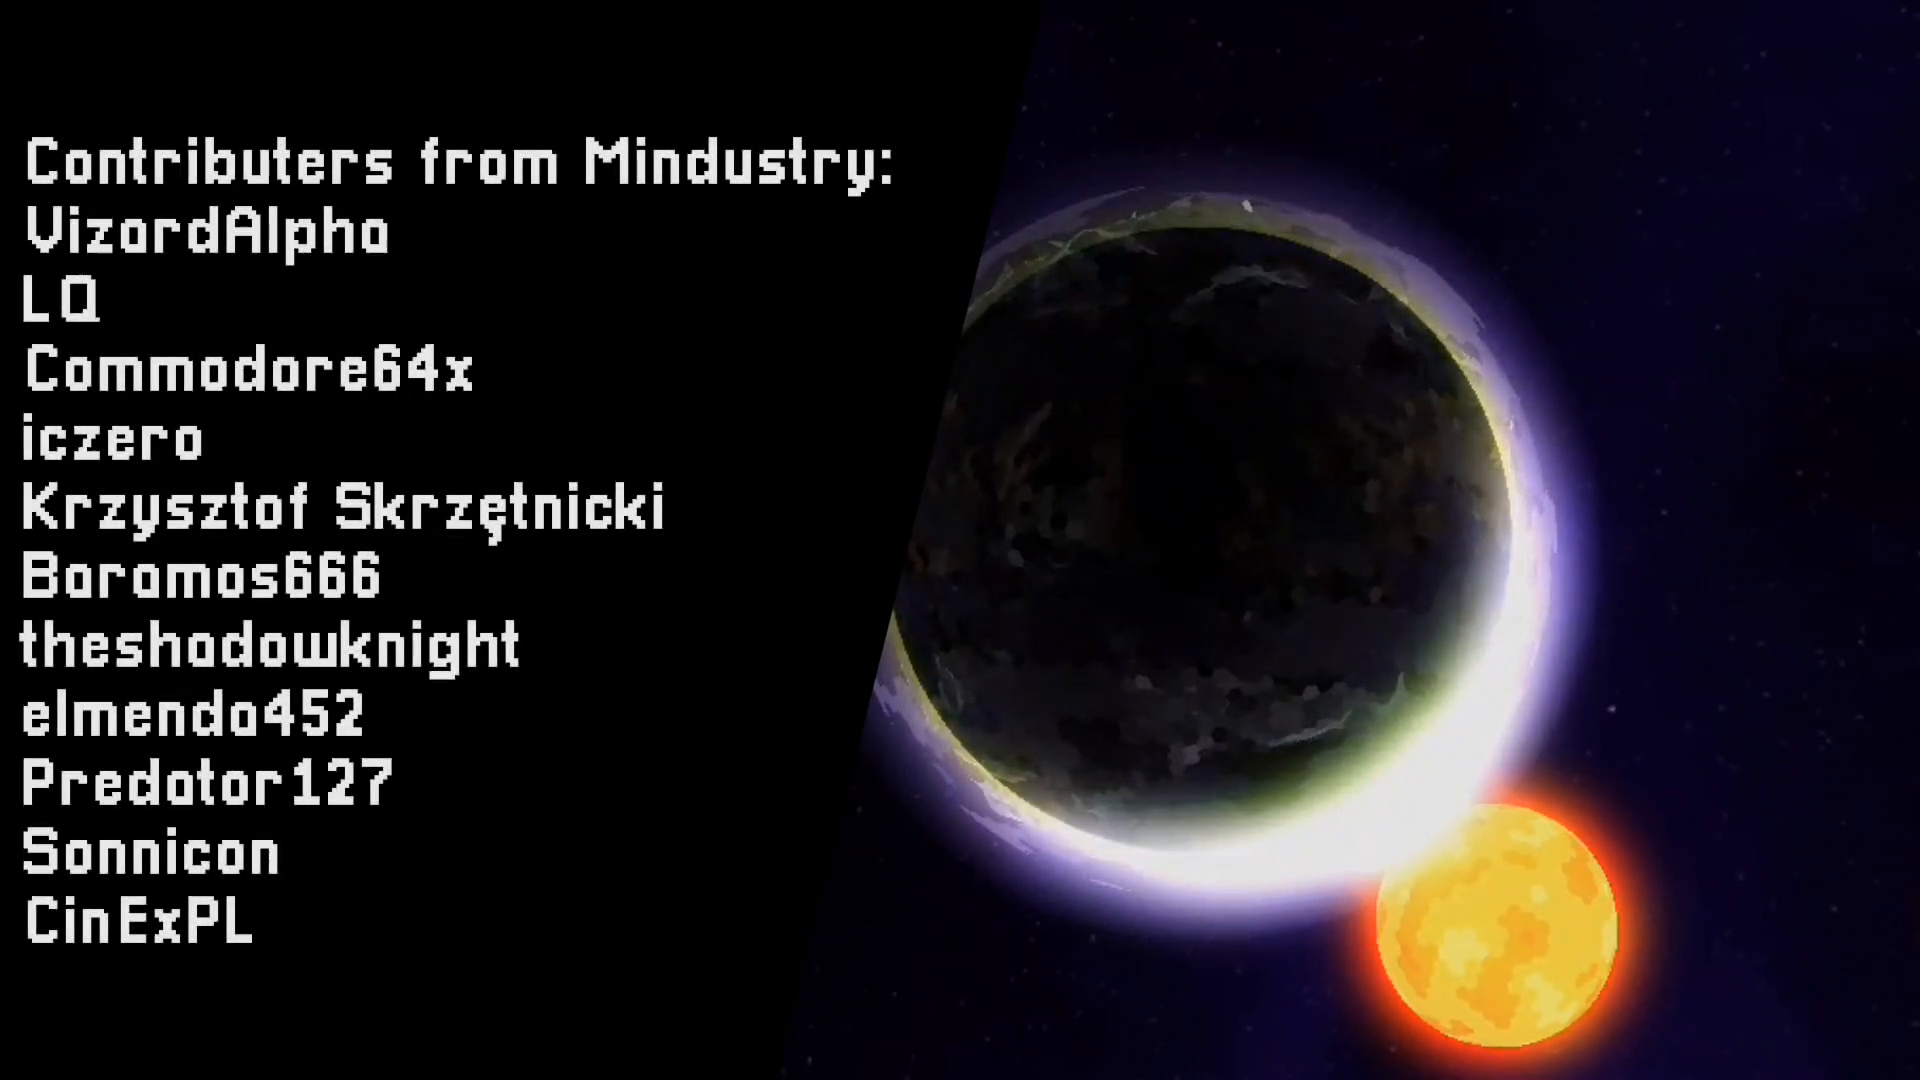 Contributers from Mindustry:
VizardAlpha
LQ
Commodore64x
iczero
Krzysztof Skrzętnicki
Baramos666
theshadowknight
elmenda452
Predator127
Sonnicon
CinExPL